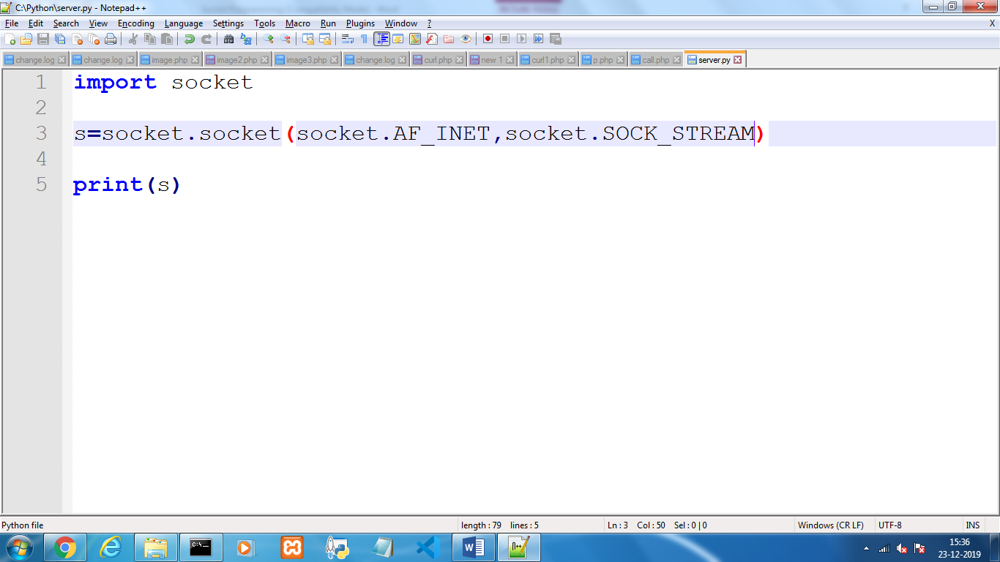 C:\Python\server.py - Notepad++
File Edit Search View Encoding Language Settings Tools Macro Run Plugins Window ? X
change.log change.log image.php image2.php image3.php change.log curl.php new 1 curl1.php p.php call.php server.py
1 import socket
2
3 s=socket.socket(socket.AF_INET,socket.SOCK_STREAM)
4
5 print(s)
Python file length : 79 lines : 5 Ln : 3 Col : 50 Sel : 0 | 0 Windows (CR LF) UTF-8 INS
15:36
23-12-2019